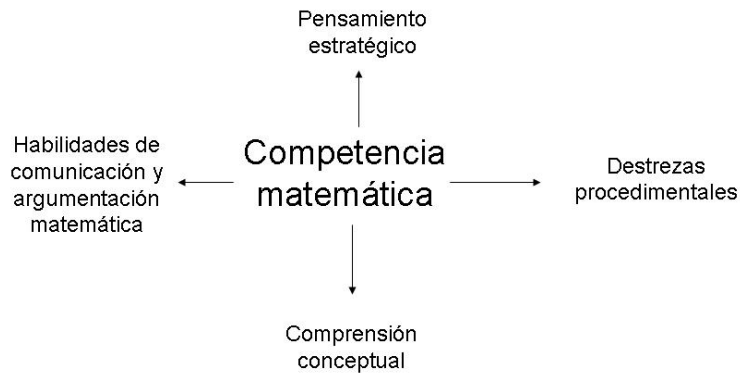 Pensamiento
estratégico
Habilidades de
comunicación y
argumentación
matemática
Competencia
matemática
Destrezas
procedimentales
Comprensión
conceptual